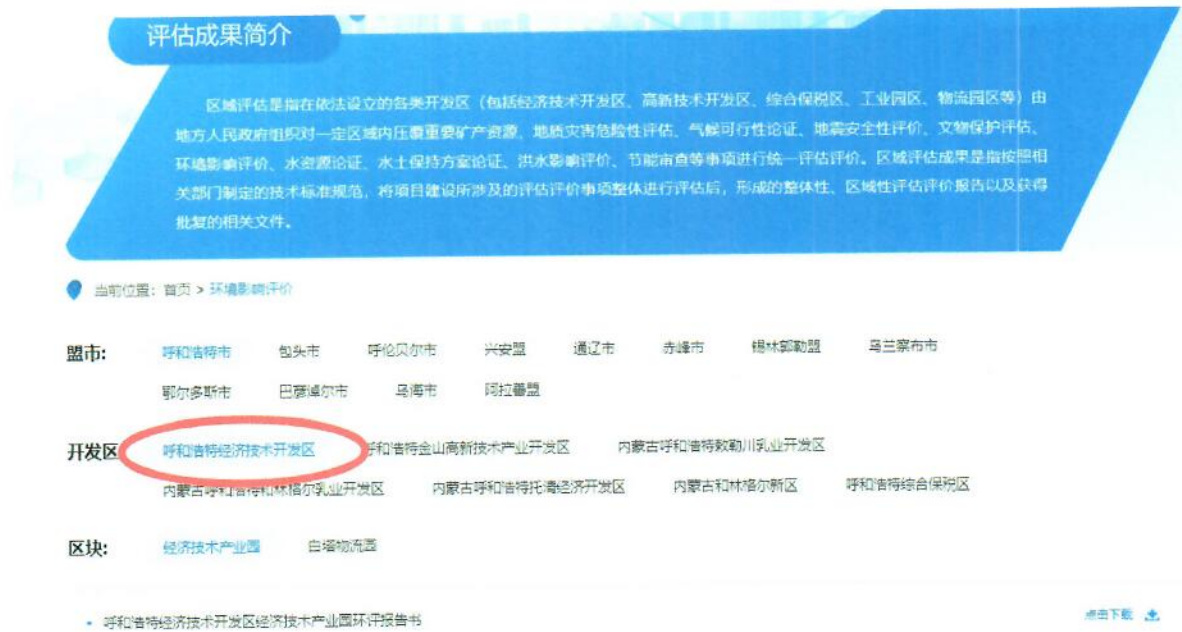 评估成果简介
区域评估是指在依法设立的各类开发区（包括经济技术开发区、高新技术开发区、综合保税区、工业园区、物流园区等）由
地方人民政府组织对一定区域内压覆重要矿产资源、地质灾害危险性评估、气候可行性论证、地震安全性评价、文物保护评估、
环境影响评价、水资源论证、水土保持方案论证、洪水影响评价、节能审查等事项进行统一评估评价。区域评估成果是指按照相
关部门制定的技术标准规范，将项目建设所涉及的评估评价事项整体进行评估后，形成的整体性、区域性评估评价报告以及获得
批复的相关文件。
当前位置：首页 > 环境影响评价
盟市： 呼和浩特市 包头市 呼伦贝尔市 兴安盟 通辽市 赤峰市 锡林郭勒盟 乌兰察布市
鄂尔多斯市 巴彦淖尔市 乌海市 阿拉善盟
开发区 呼和浩特经济技术开发区 呼和浩特金山高新技术产业开发区 内蒙古呼和浩特敕勒川乳业开发区
内蒙古呼和浩特和林格尔乳业开发区 内蒙古呼和浩特托清经济开发区 内蒙古和林格尔新区 呼和浩特综合保税区
区块： 经济技术产业园 白塔物流园
• 呼和浩特经济技术开发区经济技术产业园环评报告书 点击下载